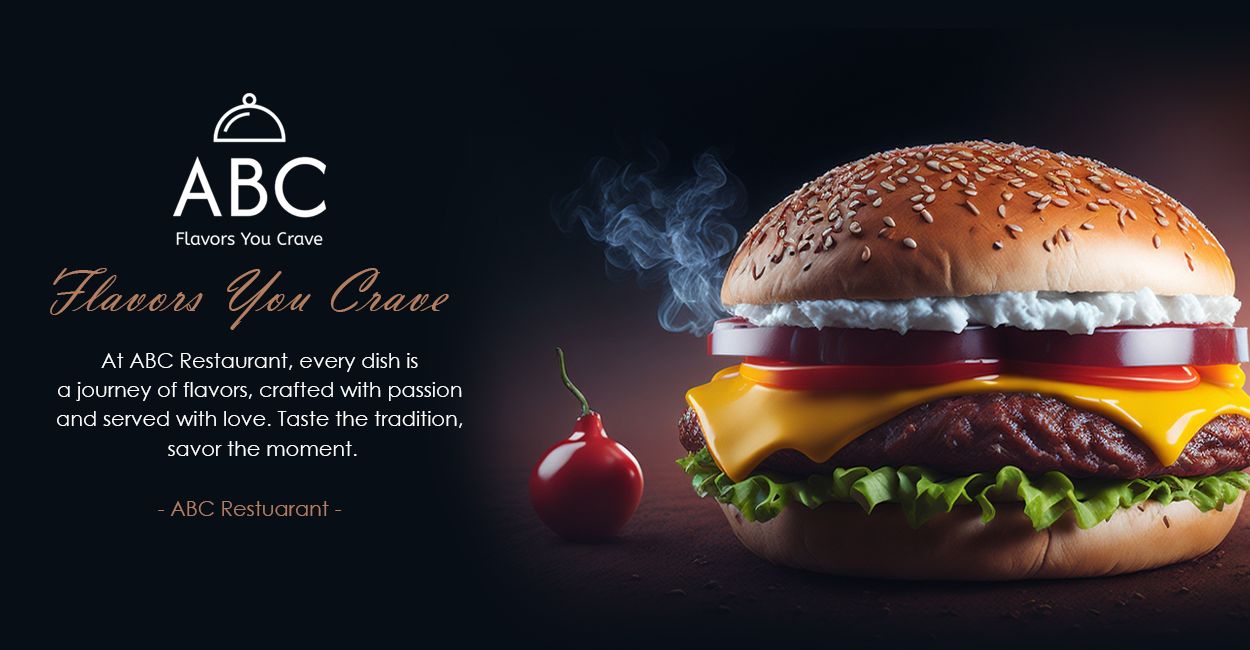 ABC
Flavors You Crave
Flavors You Crave
At ABC Restaurant, every dish is
a journey of flavors, crafted with passion
and served with love. Taste the tradition,
savor the moment.
- ABC Restuarant -